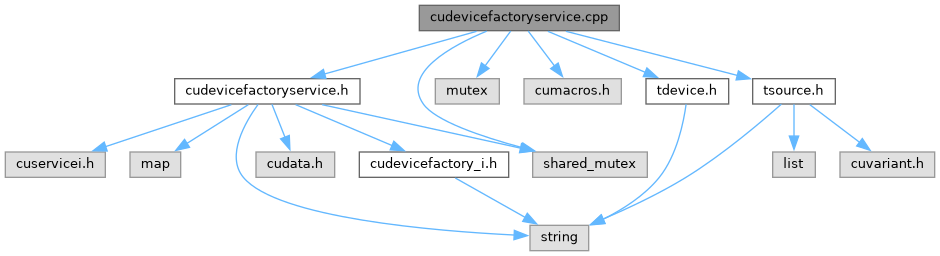 cudevicefactoryservice.cpp
cudevicefactoryservice.h
mutex
cumacros.h
tdevice.h
tsource.h
cuservicei.h
map
cudata.h
cudevicefactory_i.h
shared_mutex
list
cuvariant.h
string